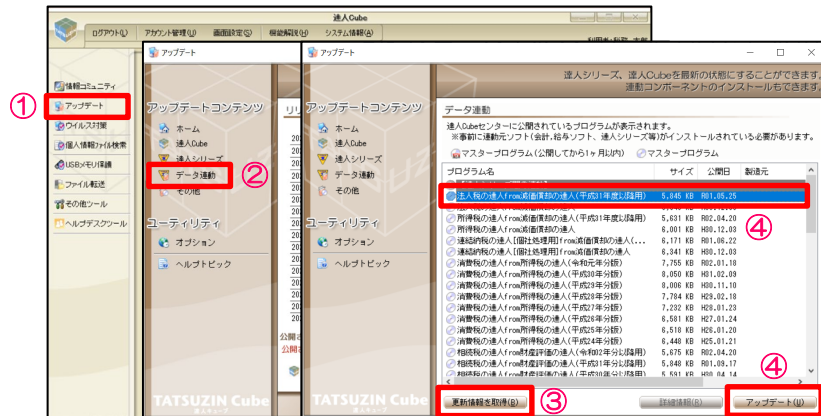 達人Cube
ログアウト(L) アカウント管理(U) 画面設定(S) 機能解説(H) システム情報(A)
情報コミュニティ
① アップデート
ウイルス対策
個人情報ファイル検索
USBメモリ保護
ファイル転送
その他ツール
ヘルプデスクツール
アップデート
アップデートコンテンツ
ホーム
達人Cube
達人シリーズ
データ連動 ②
その他
ユーティリティ
オプション
ヘルプトピック
TATSUZIN Cube
達人キューブ
アップデート
達人シリーズ、達人Cubeを最新の状態にすることができます。
連動コンポーネントのインストールもできます。
アップデートコンテンツ
ホーム
達人Cube
達人シリーズ
データ連動
その他
ユーティリティ
オプション
ヘルプトピック
TATSUZIN Cube
達人キューブ
データ連動
達人Cubeセンターに公開されているプログラムが表示されます。
※事前に連動元ソフト(会計、給与ソフト、達人シリーズ等)がインストールされている必要があります。
マスタープログラム(公開してから1ヶ月以内) マスタープログラム
プログラム名 サイズ 公開日 製造元
法人税の達人from減価償却の達人(平成31年度以降用) 5,845 KB R01.05.25
④
所得税の達人from減価償却の達人(平成31年度以降用) 5,631 KB R02.04.20
所得税の達人from減価償却の達人 6,001 KB H30.12.03
連結納税の達人[個社処理用]from減価償却の達人(... 6,171 KB R01.06.22
連結納税の達人[個社処理用]from減価償却の達人 6,341 KB H30.12.03
消費税の達人from所得税の達人(令和元年分版) 7,755 KB R02.01.18
消費税の達人from所得税の達人(平成30年分版) 8,050 KB H31.02.09
消費税の達人from所得税の達人(平成29年分版) 8,006 KB H30.11.10
消費税の達人from所得税の達人(平成28年分版) 7,784 KB H29.02.18
消費税の達人from所得税の達人(平成27年分版) 7,232 KB H28.01.23
消費税の達人from所得税の達人(平成26年分版) 6,581 KB H27.01.24
消費税の達人from所得税の達人(平成25年分版) 6,518 KB H26.01.20
消費税の達人from所得税の達人(平成24年分版) 6,448 KB H25.01.21
相続税の達人from財産評価の達人(令和02年分以降用) 5,675 KB R02.04.20
相続税の達人from財産評価の達人(平成31年分以降用) 5,848 KB R01.09.17
相続税の達人from財産評価の達人(平成30年分以降用) 5,591 KB H30.04.14
④
更新情報を取得(B) ③ 詳細情報(R) アップデート(U)